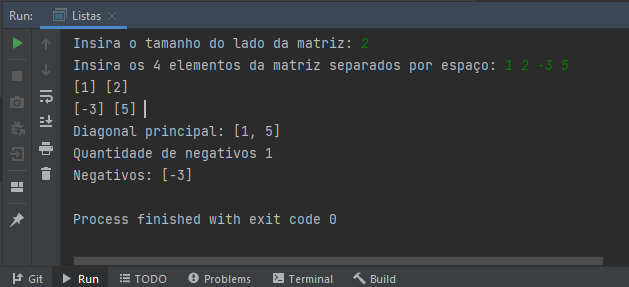 Run: Listas
Insira o tamanho do lado da matriz: 2
Insira os 4 elementos da matriz separados por espaço: 1 2 -3 5
[1] [2]
[-3] [5]
Diagonal principal: [1, 5]
Quantidade de negativos 1
Negativos: [-3]
Process finished with exit code 0
Git Run TODO Problems Terminal Build